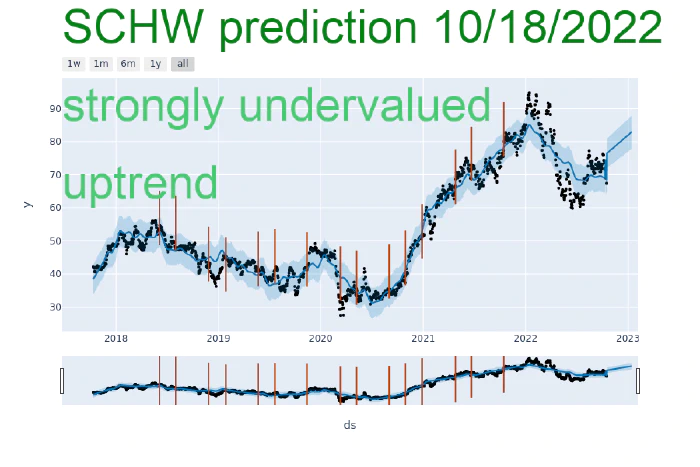 SCHW prediction 10/18/2022
1w 1m 6m 1y all
strongly undervalued
uptrend
90
80
70
60
50
40
30
y
2018 2019 2020 2021 2022 2023
ds